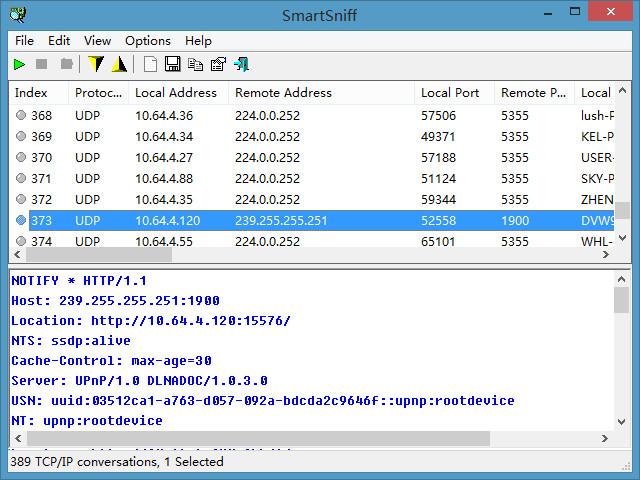 SmartSniff
File Edit View Options Help
Index Protoc... Local Address Remote Address Local Port Remote P... Local
368 UDP 10.64.4.36 224.0.0.252 57506 5355 lush-P
369 UDP 10.64.4.34 224.0.0.252 49371 5355 KEL-P
370 UDP 10.64.4.27 224.0.0.252 57188 5355 USER-
371 UDP 10.64.4.88 224.0.0.252 51124 5355 SKY-P
372 UDP 10.64.4.35 224.0.0.252 59344 5355 ZHEN
373 UDP 10.64.4.120 239.255.255.251 52558 1900 DVW9
374 UDP 10.64.4.55 224.0.0.252 65101 5355 WHL-
NOTIFY * HTTP/1.1
Host: 239.255.255.251:1900
Location: http://10.64.4.120:15576/
NTS: ssdp:alive
Cache-Control: max-age=30
Server: UPnP/1.0 DLNADOC/1.0.3.0
USN: uuid:03512ca1-a763-d057-092a-bdcda2c9646f::upnp:rootdevice
NT: upnp:rootdevice
389 TCP/IP conversations, 1 Selected